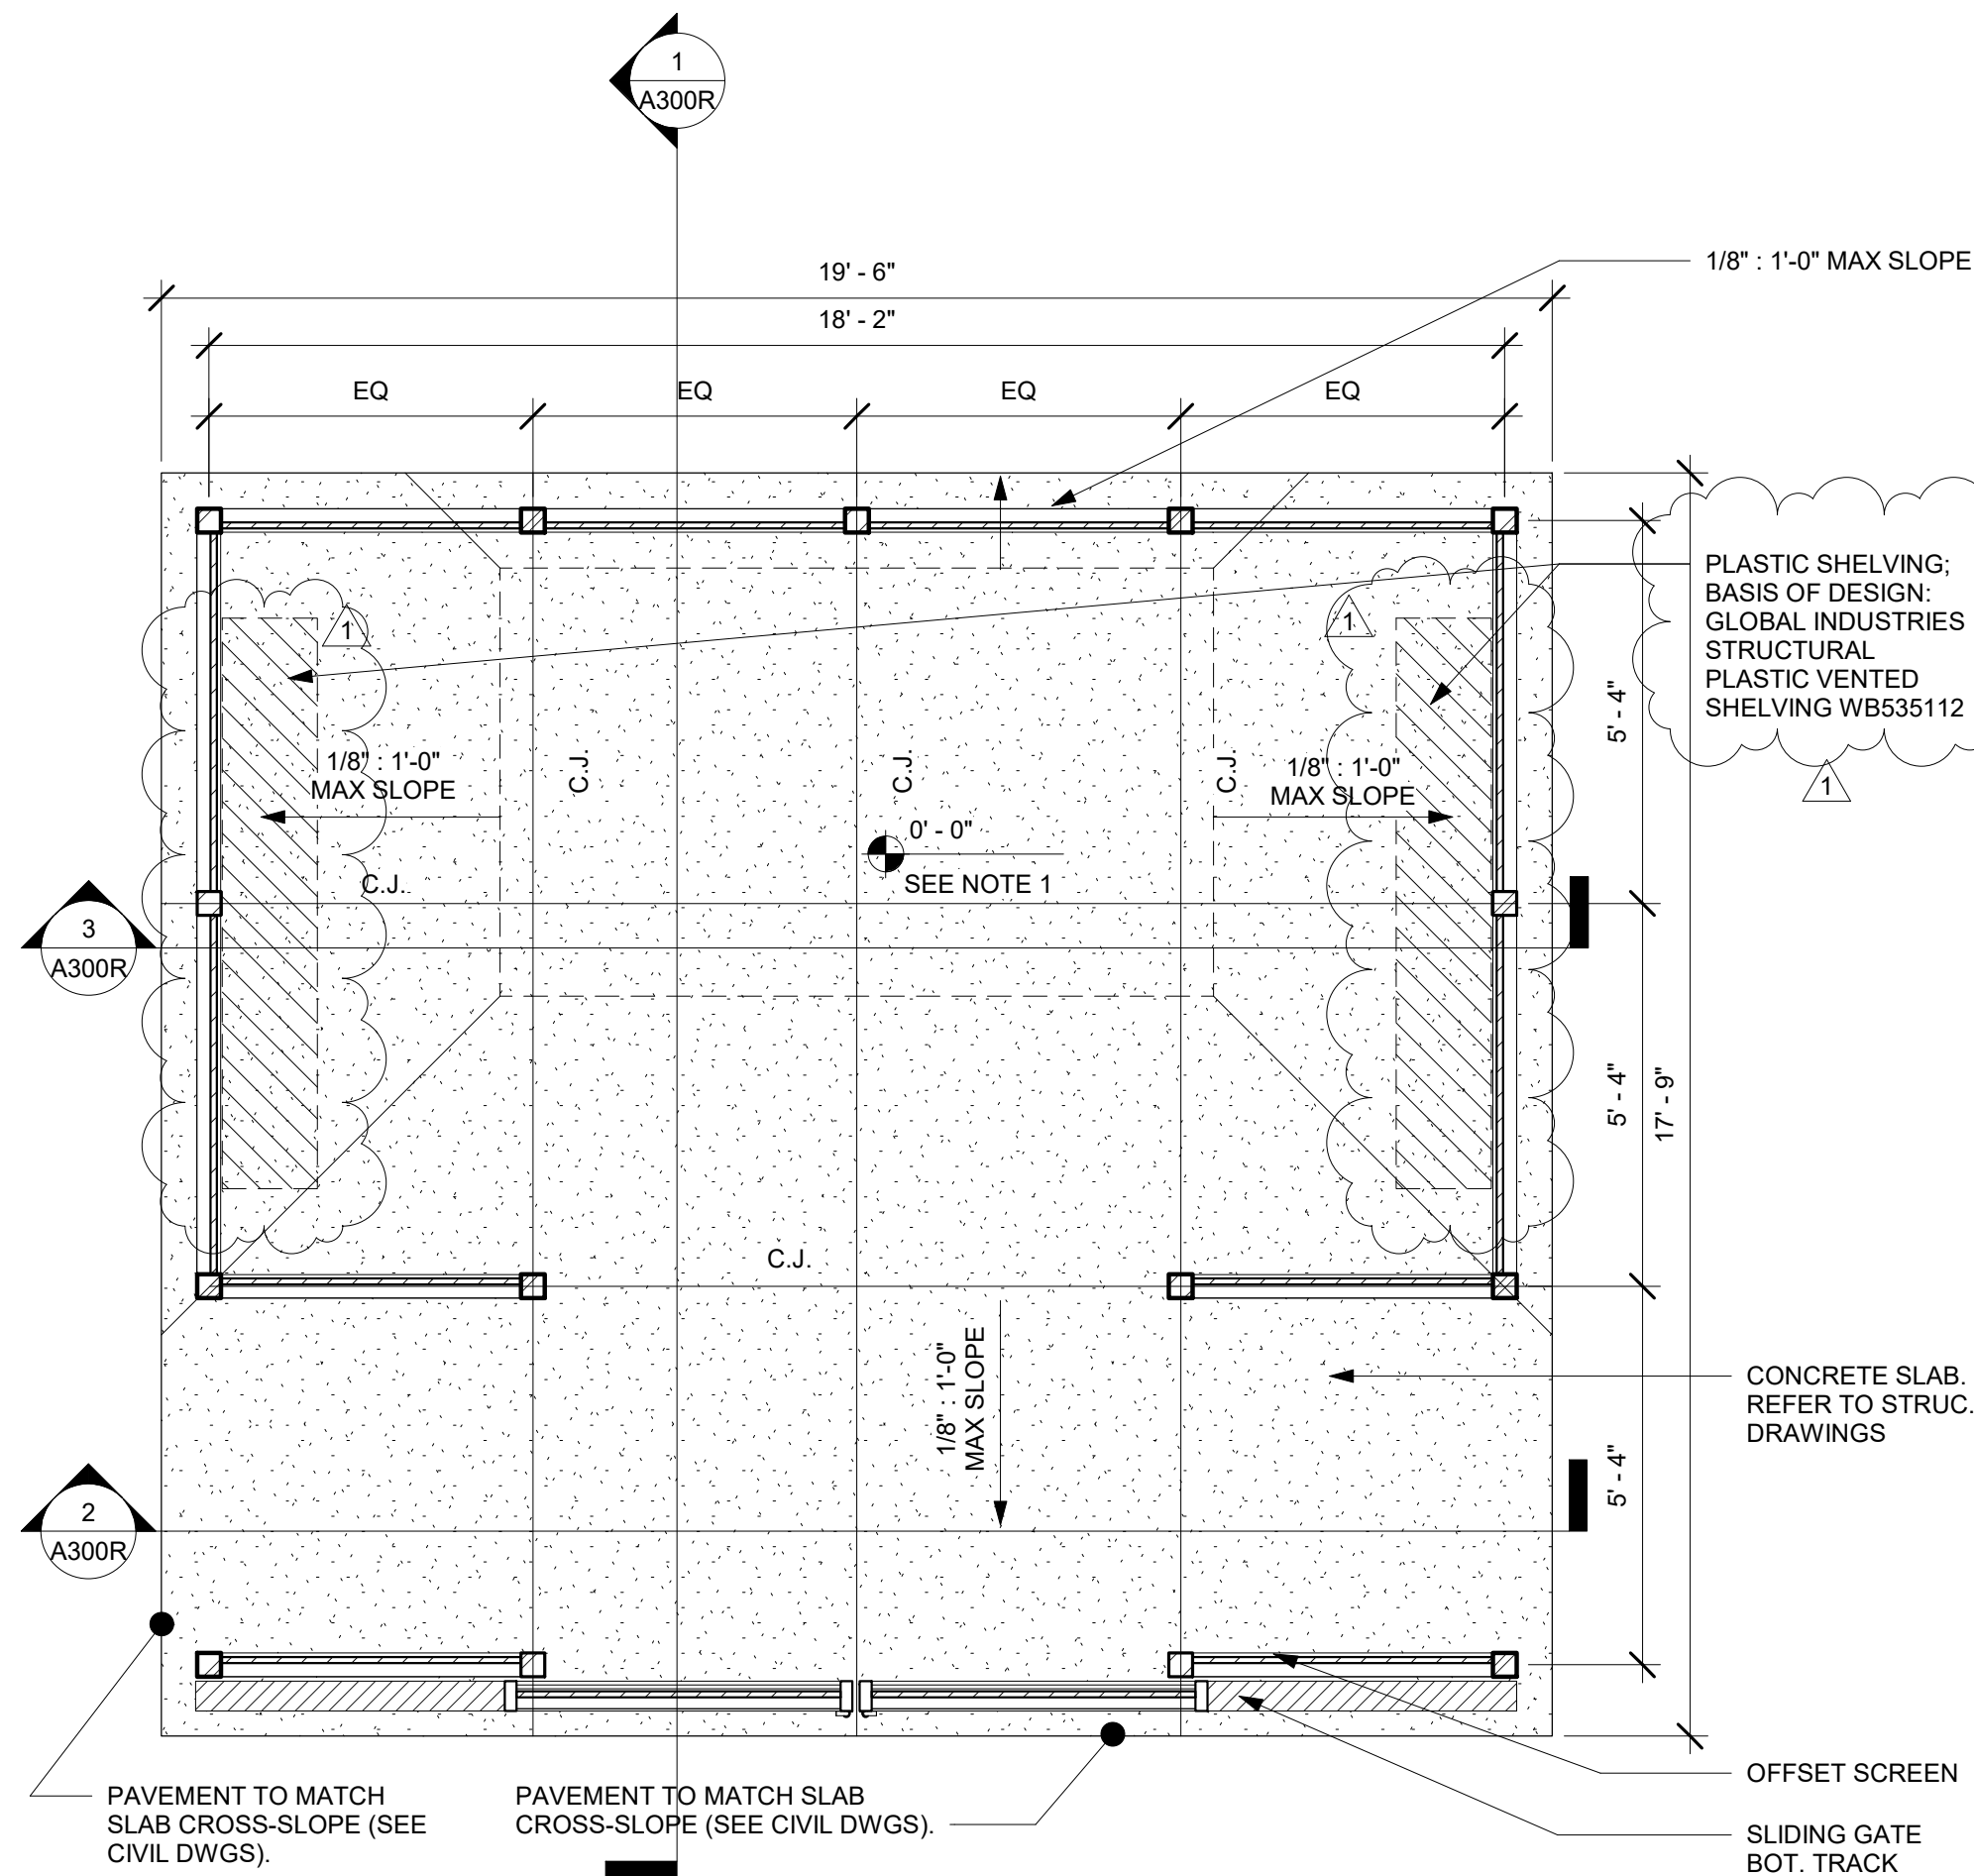 1
A300R
19' - 6"
1/8" : 1'-0" MAX SLOPE
18' - 2"
EQ
EQ
EQ
EQ
PLASTIC SHELVING;
BASIS OF DESIGN:
GLOBAL INDUSTRIES
STRUCTURAL
PLASTIC VENTED
SHELVING WB535112
1
1
1
5' - 4"
1/8" : 1'-0"
MAX SLOPE
C.J.
C.J.
C.J.
1/8" : 1'-0"
MAX SLOPE
0' - 0"
SEE NOTE 1
C.J.
3
A300R
5' - 4"
17' - 9"
C.J.
1/8" : 1'-0"
MAX SLOPE
CONCRETE SLAB.
REFER TO STRUC.
DRAWINGS
5' - 4"
2
A300R
OFFSET SCREEN
PAVEMENT TO MATCH
SLAB CROSS-SLOPE (SEE
CIVIL DWGS).
PAVEMENT TO MATCH SLAB
CROSS-SLOPE (SEE CIVIL DWGS).
SLIDING GATE
BOT. TRACK